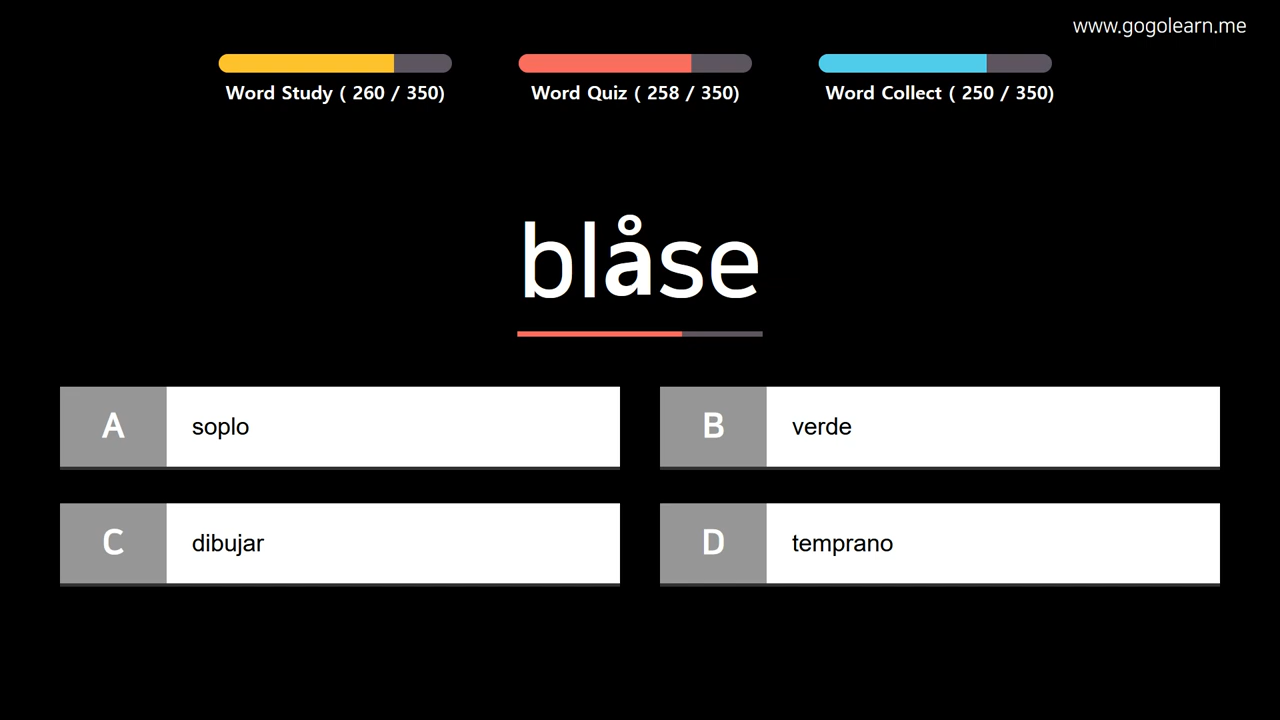 www.gogolearn.me
Word Study ( 260 / 350)
Word Quiz ( 258 / 350)
Word Collect ( 250 / 350)
blåse
A soplo
B verde
C dibujar
D temprano